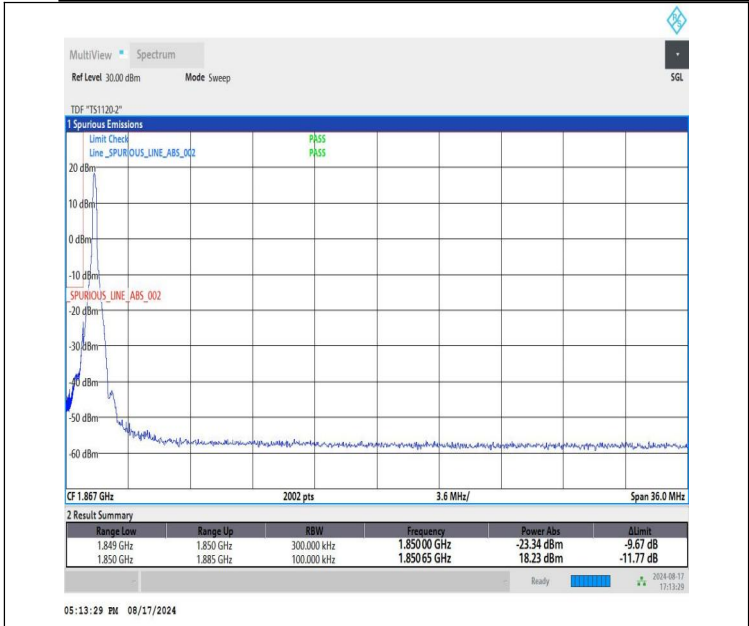 R S
MultiView Spectrum
Ref Level 30.00 dBm Mode Sweep SGL
TDF "TS1120-2"
1 Spurious Emissions
Limit Check PASS
Line _SPURIOUS_LINE_ABS_002 PASS
20 dBm
10 dBm
0 dBm
-10 dBm
_SPURIOUS_LINE_ABS_002
-20 dBm
-30 dBm
-40 dBm
-50 dBm
-60 dBm
CF 1.867 GHz 2002 pts 3.6 MHz/ Span 36.0 MHz
2 Result Summary
Range Low Range Up RBW Frequency Power Abs ΔLimit
1.849 GHz 1.850 GHz 300.000 kHz 1.85000 GHz -23.34 dBm -9.67 dB
1.850 GHz 1.885 GHz 100.000 kHz 1.85065 GHz 18.23 dBm -11.77 dB
Ready 2024-08-17
17:13:29
05:13:29 PM 08/17/2024